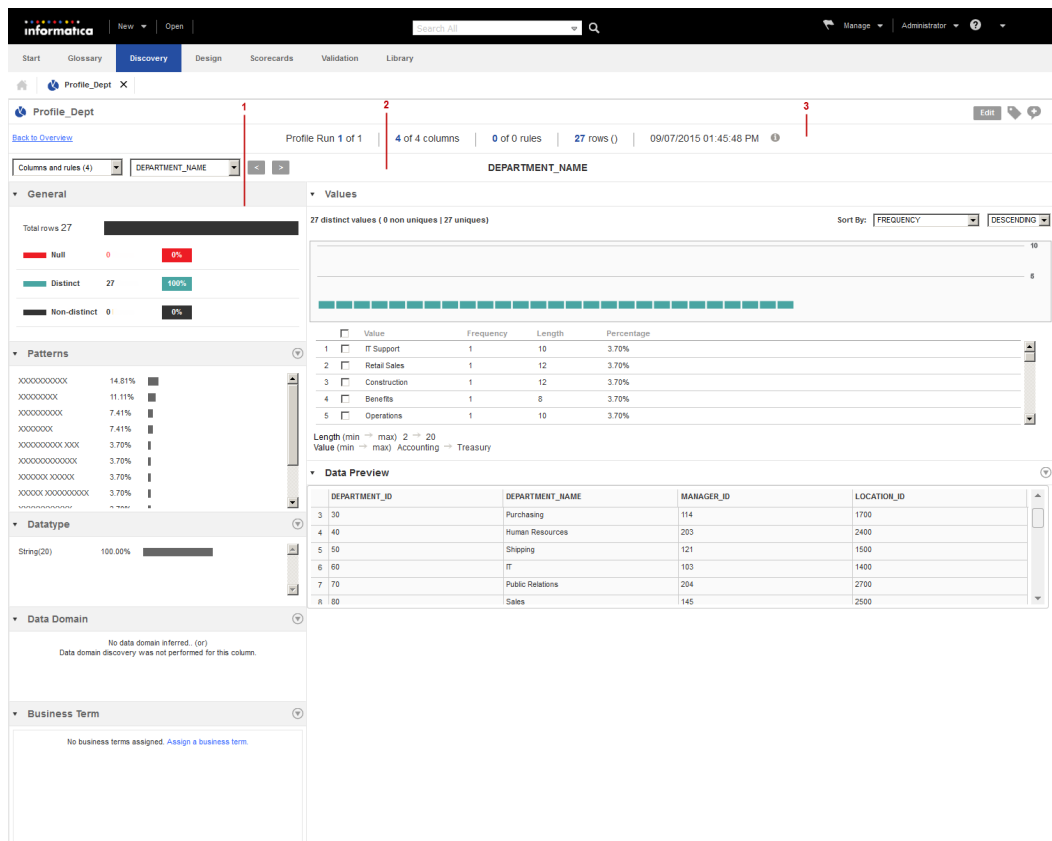 informatica New Open Search All Manage Administrator ?
Start Glossary Discovery Design Scorecards Validation Library
Profile_Dept X
Profile_Dept 1 2 3 Edit
Back to Overview Profile Run 1 of 1 4 of 4 columns 0 of 0 rules 27 rows () 09/07/2015 01:45:48 PM
Columns and rules (4) DEPARTMENT_NAME < > DEPARTMENT_NAME
General
Total rows 27
Null 0 0%
Distinct 27 100%
Non-distinct 0 0%
Patterns
XXXXXXXXXX 14.81%
XXXXXXXX 11.11%
XXXXXXXXX 7.41%
XXXXXXX 7.41%
XXXXXXXXX XXX 3.70%
XXXXXXXXXXXX 3.70%
XXXXXX XXXXX 3.70%
XXXXX XXXXXXXXX 3.70%
Datatype
String(20) 100.00%
Data Domain
No data domain inferred.. (or)
Data domain discovery was not performed for this column.
Business Term
No business terms assigned. Assign a business term.
Values
27 distinct values ( 0 non uniques | 27 uniques) Sort By: FREQUENCY DESCENDING
10
5
Value Frequency Length Percentage
1 IT Support 1 10 3.70%
2 Retail Sales 1 12 3.70%
3 Construction 1 12 3.70%
4 Benefits 1 8 3.70%
5 Operations 1 10 3.70%
Length (min → max) 2 → 20
Value (min → max) Accounting → Treasury
Data Preview
DEPARTMENT_ID DEPARTMENT_NAME MANAGER_ID LOCATION_ID
3 30 Purchasing 114 1700
4 40 Human Resources 203 2400
5 50 Shipping 121 1500
6 60 IT 103 1400
7 70 Public Relations 204 2700
8 80 Sales 145 2500